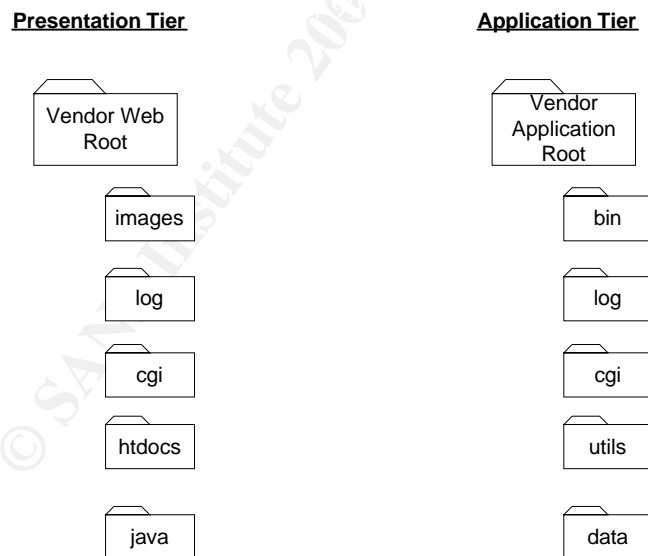 Presentation Tier
Vendor Web
Root
images
log
cgi
htdocs
java
Application Tier
Vendor
Application
Root
bin
log
cgi
utils
data